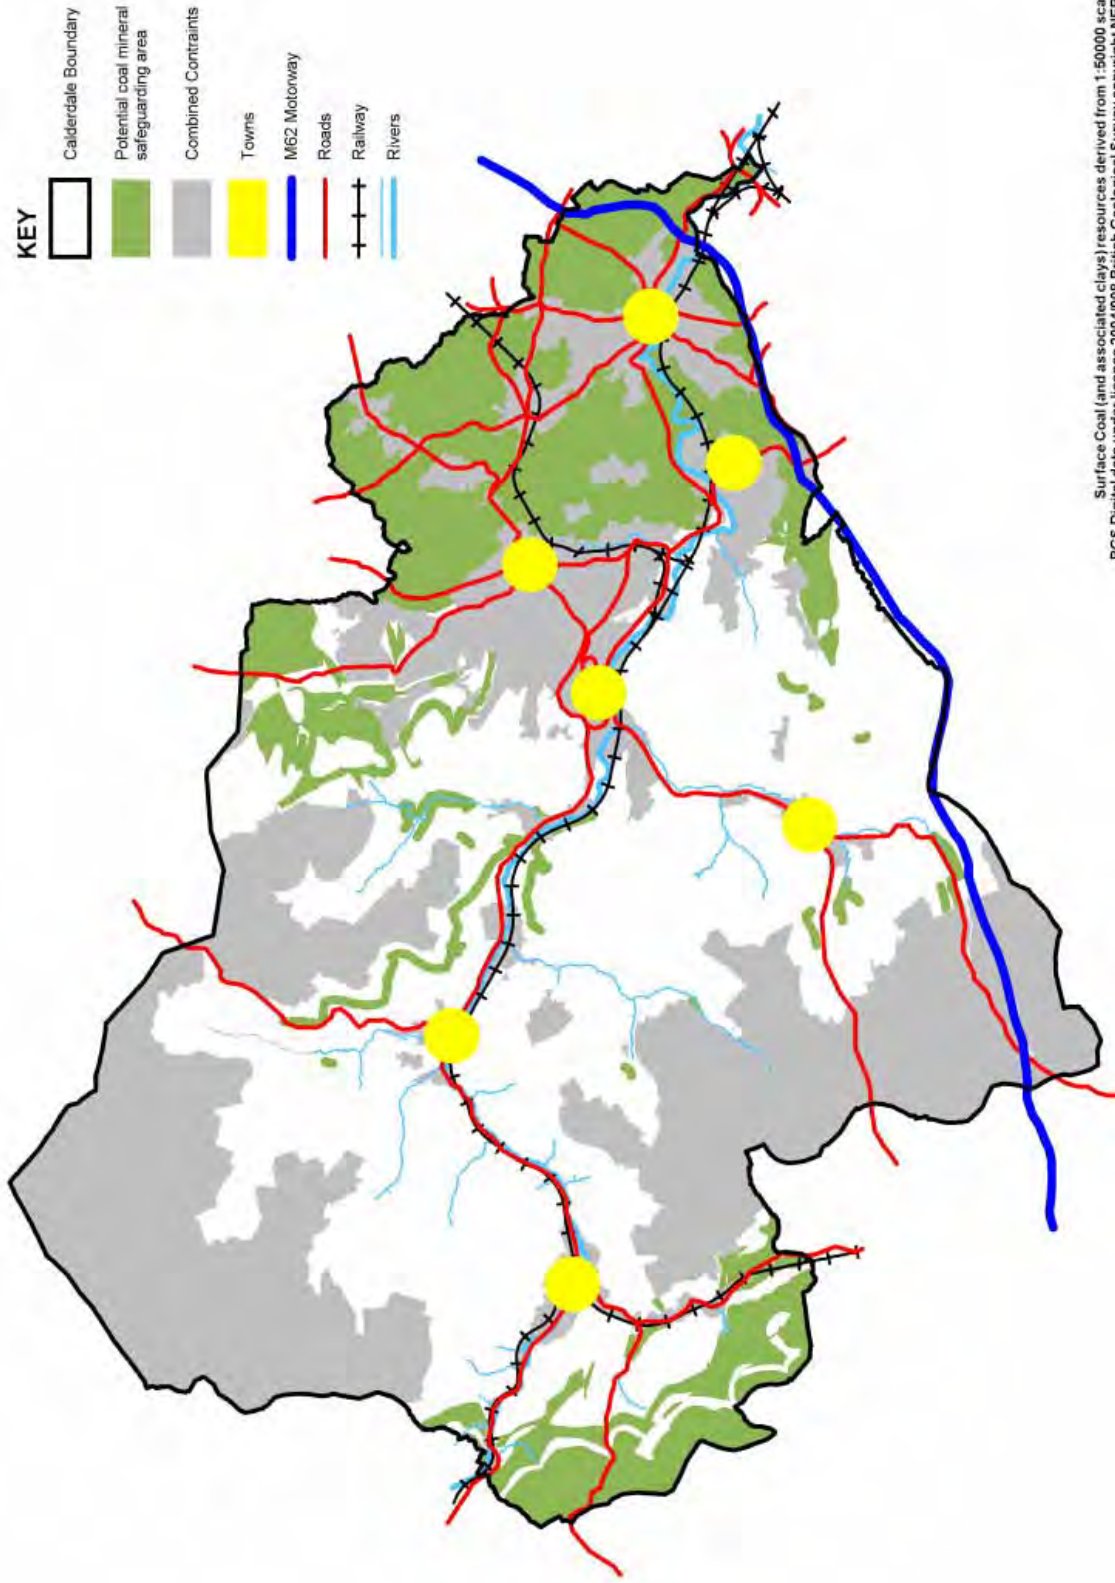 KEY
Calderdale Boundary
Potential coal mineral
safeguarding area
Combined Contraints
Towns
M62 Motorway
Roads
Railway
Rivers
Surface Coal (and associated clays) resources derived from 1:50000